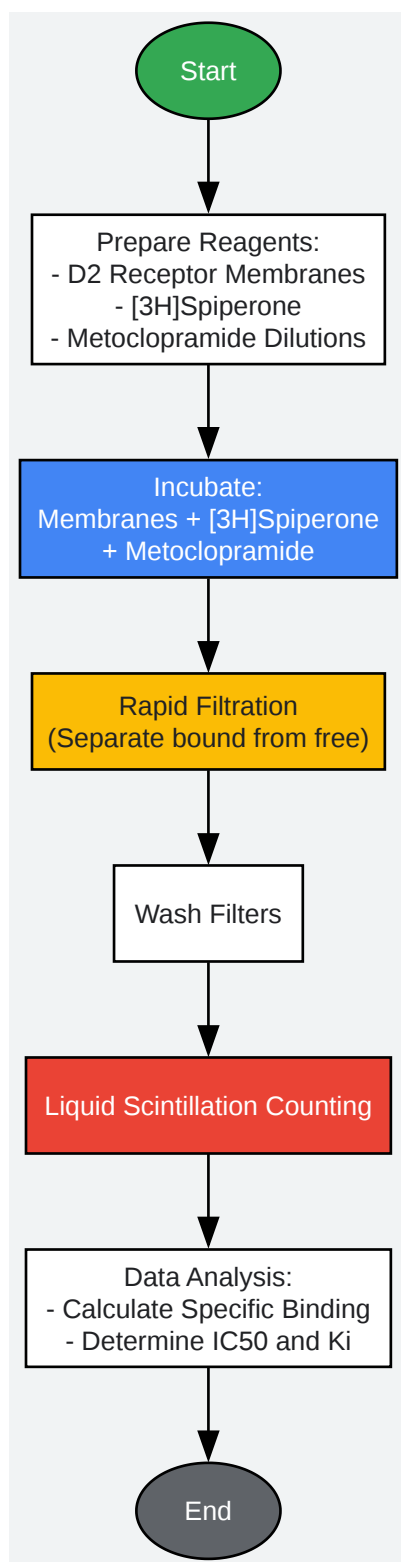 Start
Prepare Reagents:
- D2 Receptor Membranes
- [3H]Spiperone
- Metoclopramide Dilutions
Incubate:
Membranes + [3H]Spiperone
+ Metoclopramide
Rapid Filtration
(Separate bound from free)
Wash Filters
Liquid Scintillation Counting
Data Analysis:
- Calculate Specific Binding
- Determine IC50 and Ki
End